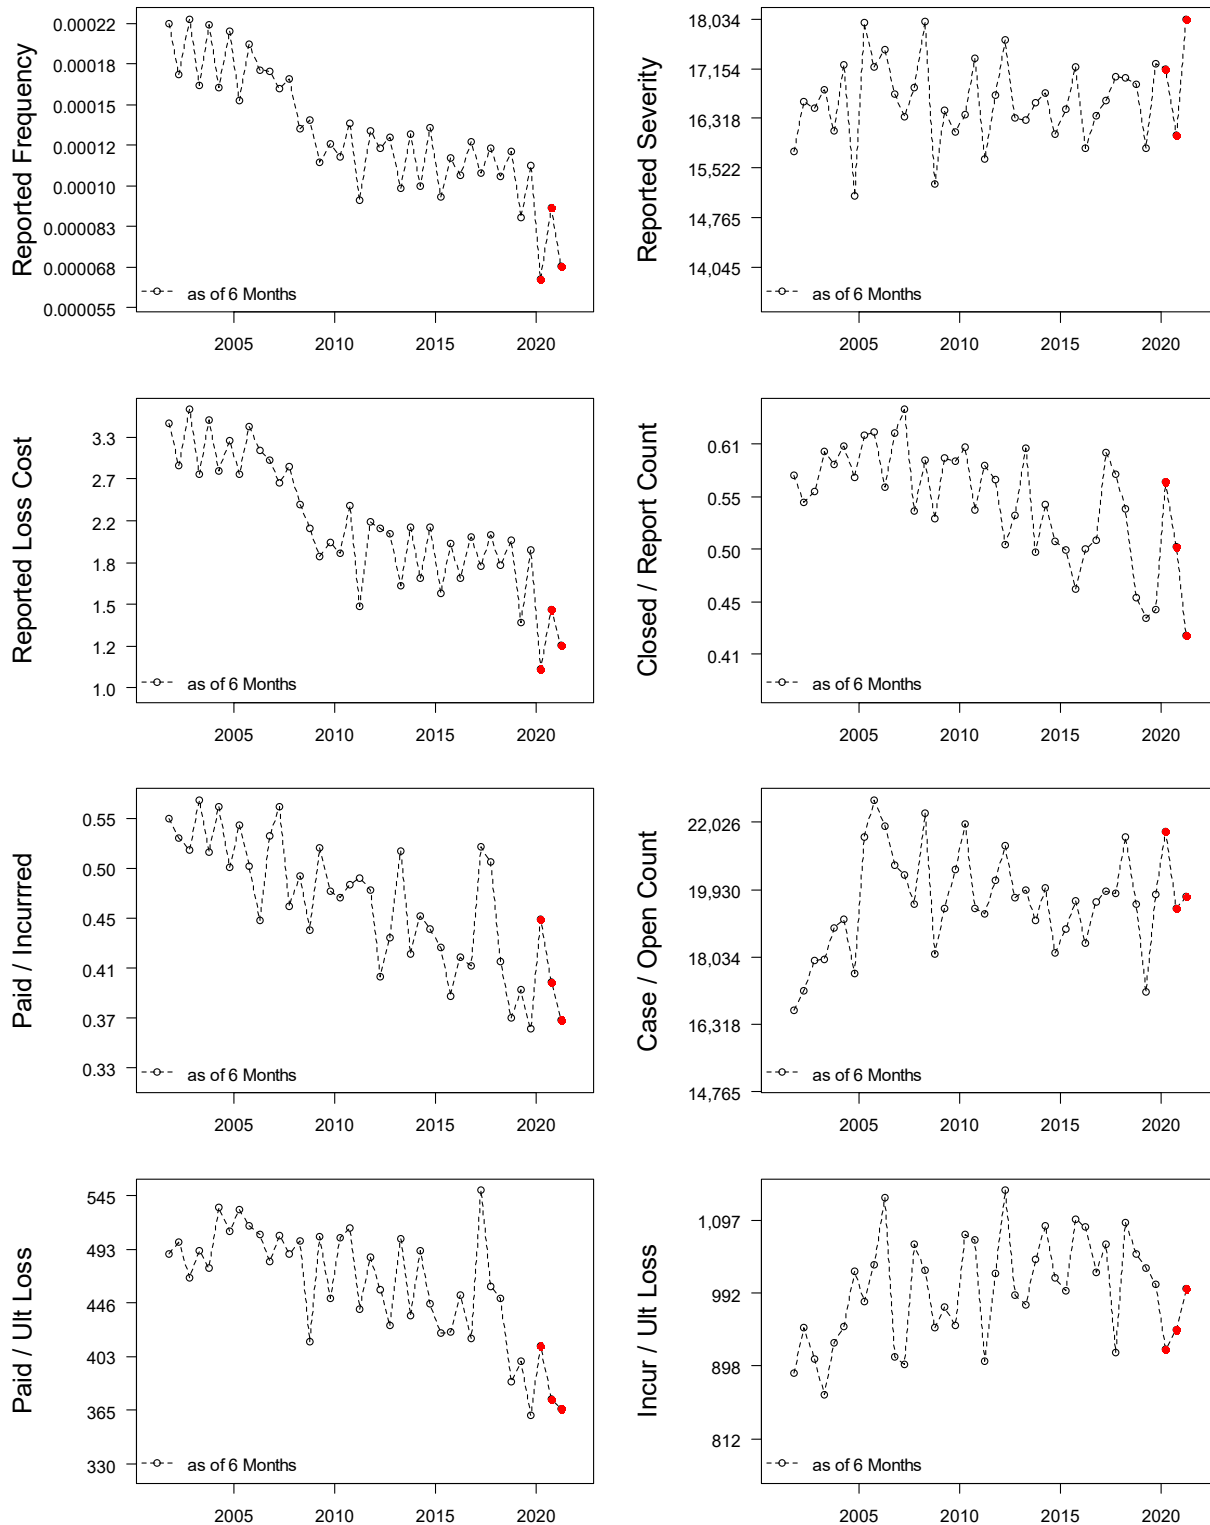 Reported Frequency
0.00022
0.00018
0.00015
0.00012
0.00010
0.000083
0.000068
0.000055
as of 6 Months
2005 2010 2015 2020
Reported Severity
18,034
17,154
16,318
15,522
14,765
14,045
as of 6 Months
2005 2010 2015 2020
Reported Loss Cost
3.3
2.7
2.2
1.8
1.5
1.2
1.0
as of 6 Months
2005 2010 2015 2020
Closed / Report Count
0.61
0.55
0.50
0.45
0.41
as of 6 Months
2005 2010 2015 2020
Paid / Incurrred
0.55
0.50
0.45
0.41
0.37
0.33
as of 6 Months
2005 2010 2015 2020
Case / Open Count
22,026
19,930
18,034
16,318
14,765
as of 6 Months
2005 2010 2015 2020
Paid / Ult Loss
545
493
446
403
365
330
as of 6 Months
2005 2010 2015 2020
Incur / Ult Loss
1,097
992
898
812
as of 6 Months
2005 2010 2015 2020